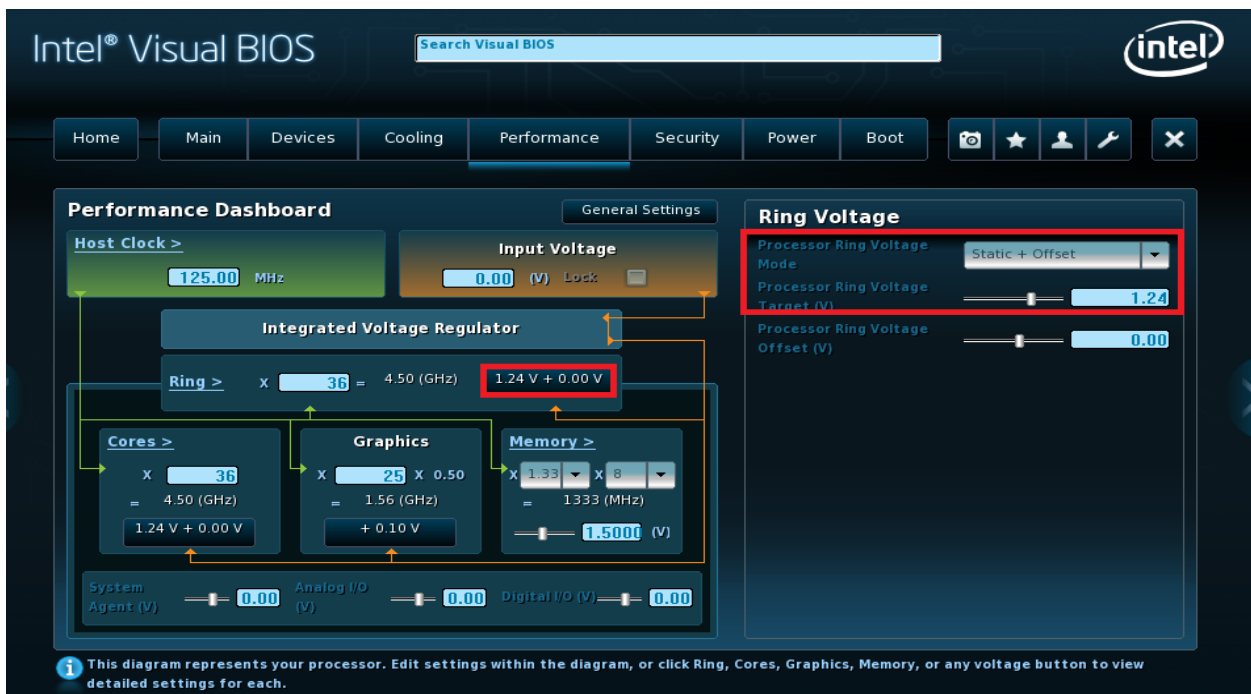 Intel® Visual BIOS
Search Visual BIOS
intel
Home Main Devices Cooling Performance Security Power Boot
Performance Dashboard
General Settings
Host Clock >
125.00 MHz
Input Voltage
0.00 (V) Lock
Integrated Voltage Regulator
Ring > X 36 = 4.50 (GHz) 1.24 V + 0.00 V
Cores >
X 36
= 4.50 (GHz)
1.24 V + 0.00 V
Graphics
X 25 X 0.50
= 1.56 (GHz)
+ 0.10 V
Memory >
X 1.33 X 8
= 1333 (MHz)
1.5000 (V)
System
Agent (V)
0.00
Analog I/O
(V)
0.00
Digital I/O (V)
0.00
Ring Voltage
Processor Ring Voltage
Mode
Static + Offset
Processor Ring Voltage
Target (V)
1.24
Processor Ring Voltage
Offset (V)
0.00
This diagram represents your processor. Edit settings within the diagram, or click Ring, Cores, Graphics, Memory, or any voltage button to view
detailed settings for each.